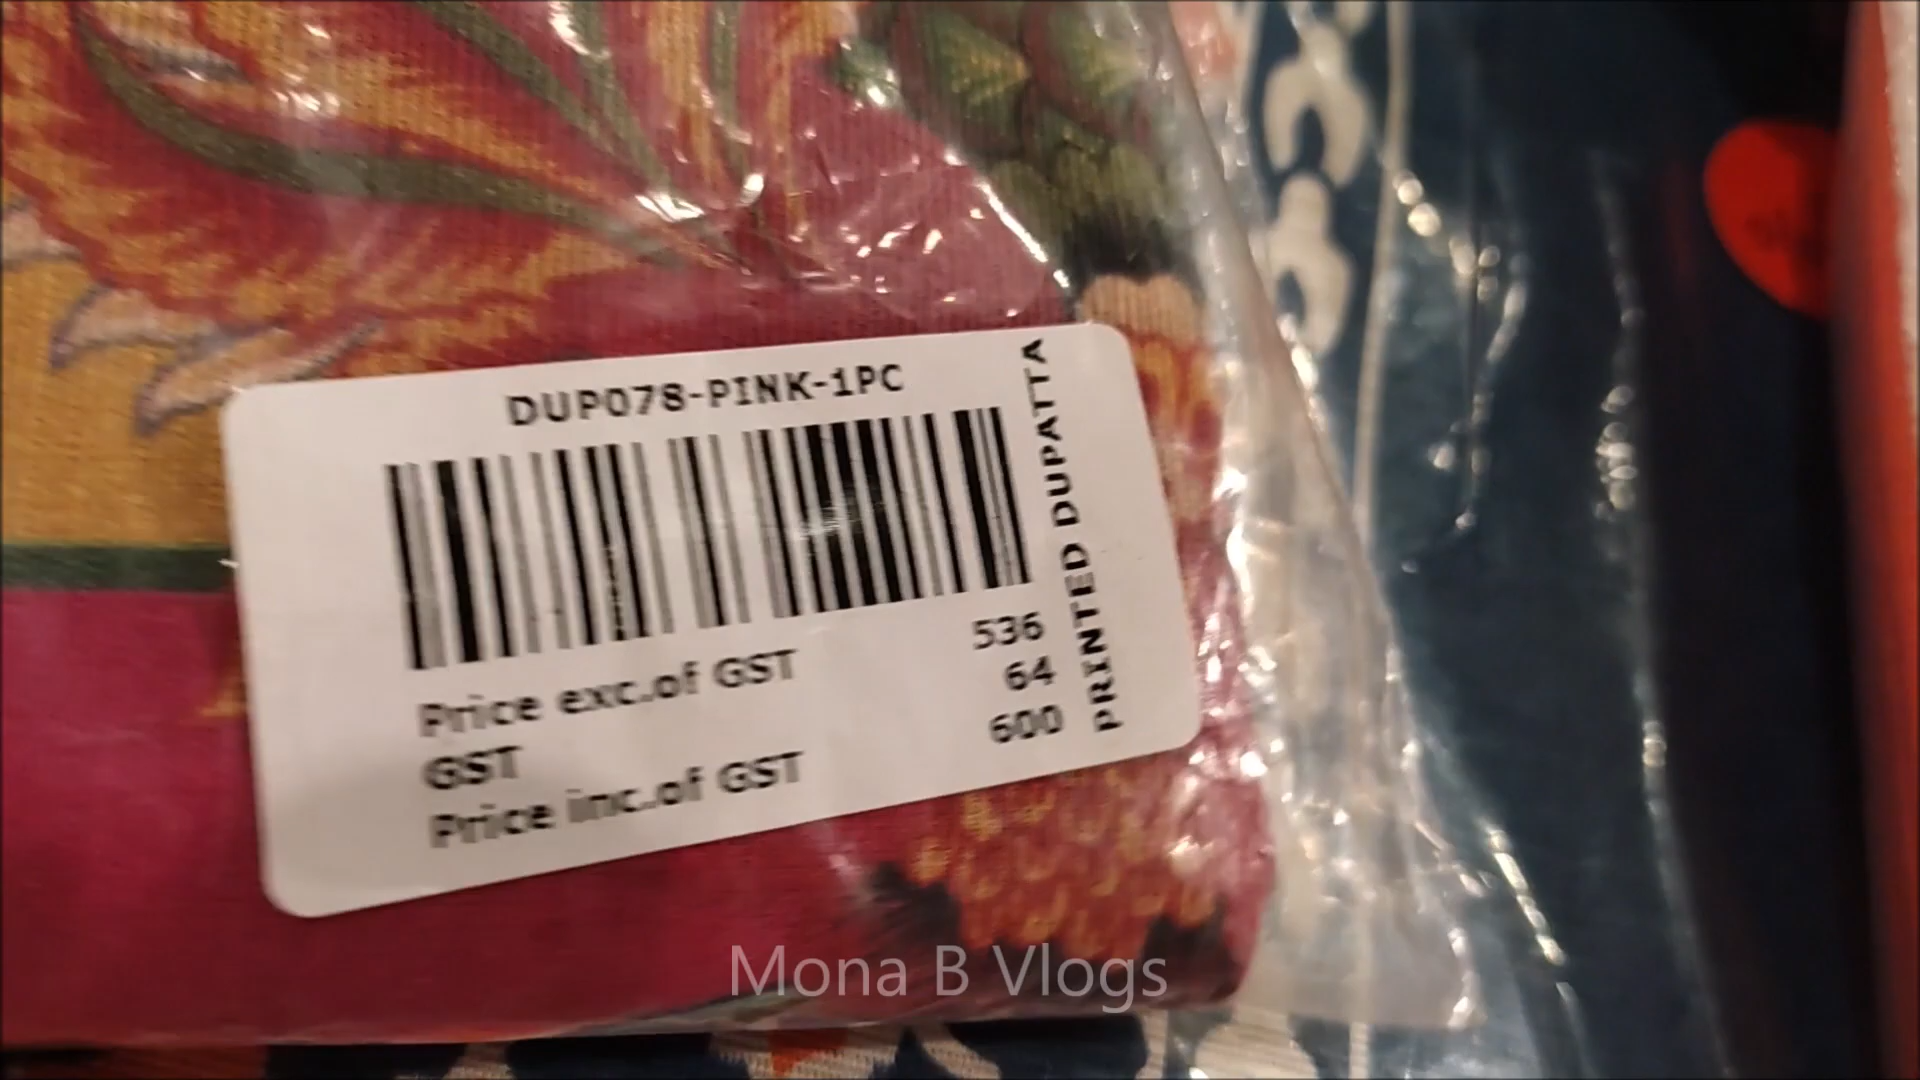 DUP078-PINK-1PC
PRINTED DUPATTA
Price exc.of GST 536
GST 64
Price inc.of GST 600
Mona B Vlogs